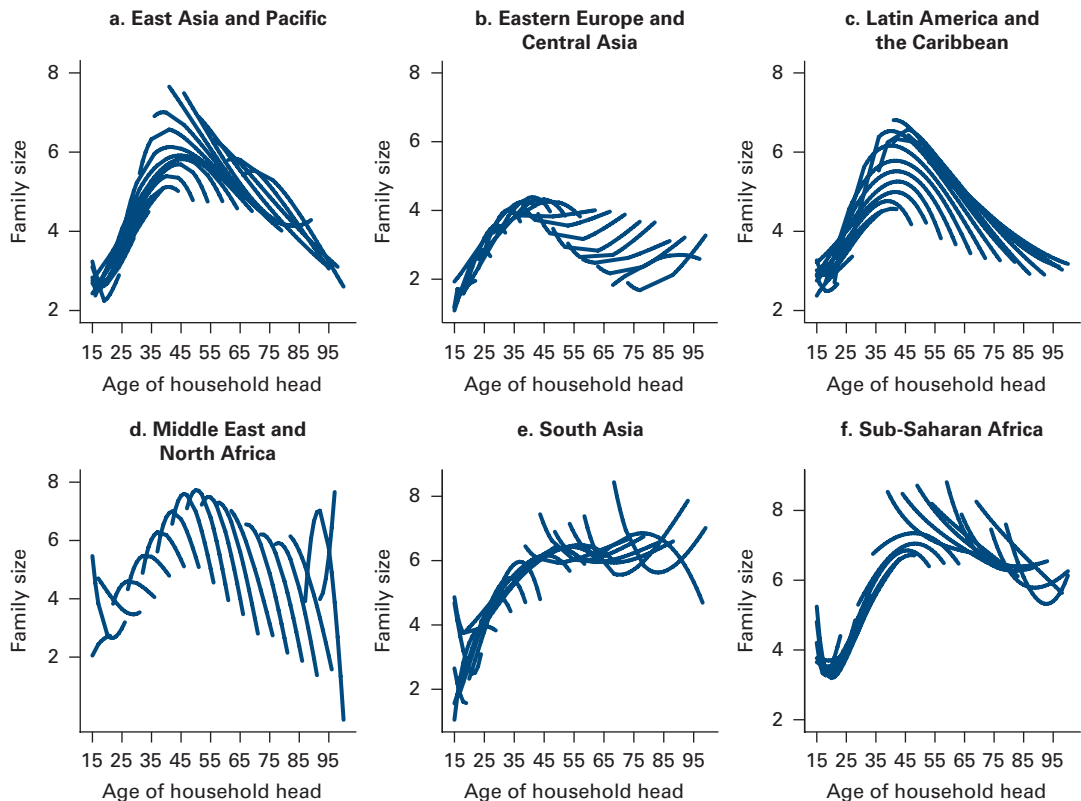 a. East Asia and Pacific
b. Eastern Europe and
Central Asia
c. Latin America and
the Caribbean
8
6
4
2
Family size
15 25 35 45 55 65 75 85 95
Age of household head
8
6
4
2
Family size
15 25 35 45 55 65 75 85 95
Age of household head
8
6
4
2
Family size
15 25 35 45 55 65 75 85 95
Age of household head
d. Middle East and
North Africa
e. South Asia
f. Sub-Saharan Africa
8
6
4
2
Family size
15 25 35 45 55 65 75 85 95
Age of household head
8
6
4
2
Family size
15 25 35 45 55 65 75 85 95
Age of household head
8
6
4
2
Family size
15 25 35 45 55 65 75 85 95
Age of household head